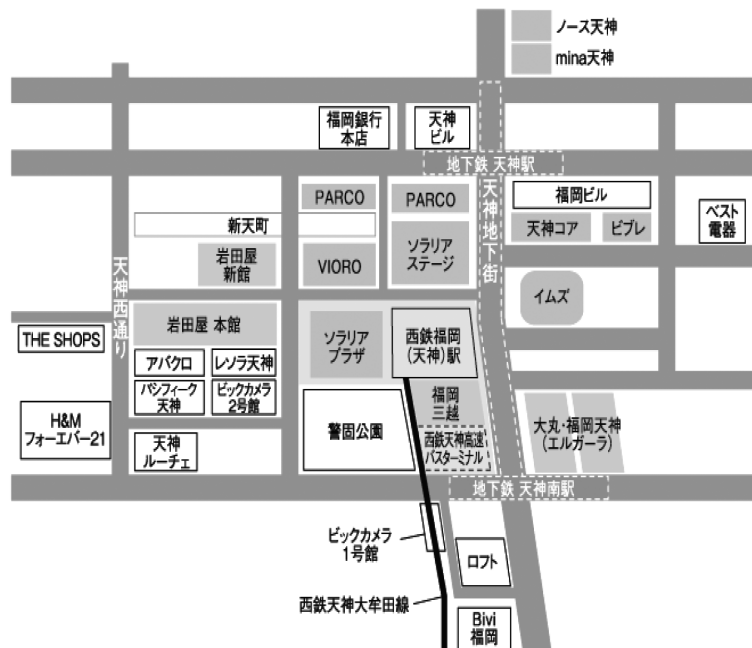 ノース天神
mina天神
福岡銀行
本店
天神
ビル
地下鉄 天神駅
PARCO
PARCO
福岡ビル
ベスト
電器
新天町
天神コア
ビブレ
岩田屋
新館
VIORO
ソラリア
ステージ
天神地下街
天神西通り
イムズ
THE SHOPS
岩田屋 本館
ソラリア
プラザ
西鉄福岡
(天神)駅
アバクロ
レソラ天神
パシフィーク
天神
ビックカメラ
2号館
福岡
三越
H&M
フォーエバー21
警固公園
大丸・福岡天神
(エルガーラ)
天神
ルーチェ
西鉄天神高速
バスターミナル
地下鉄 天神南駅
ビックカメラ
1号館
ロフト
西鉄天神大牟田線
Bivi
福岡